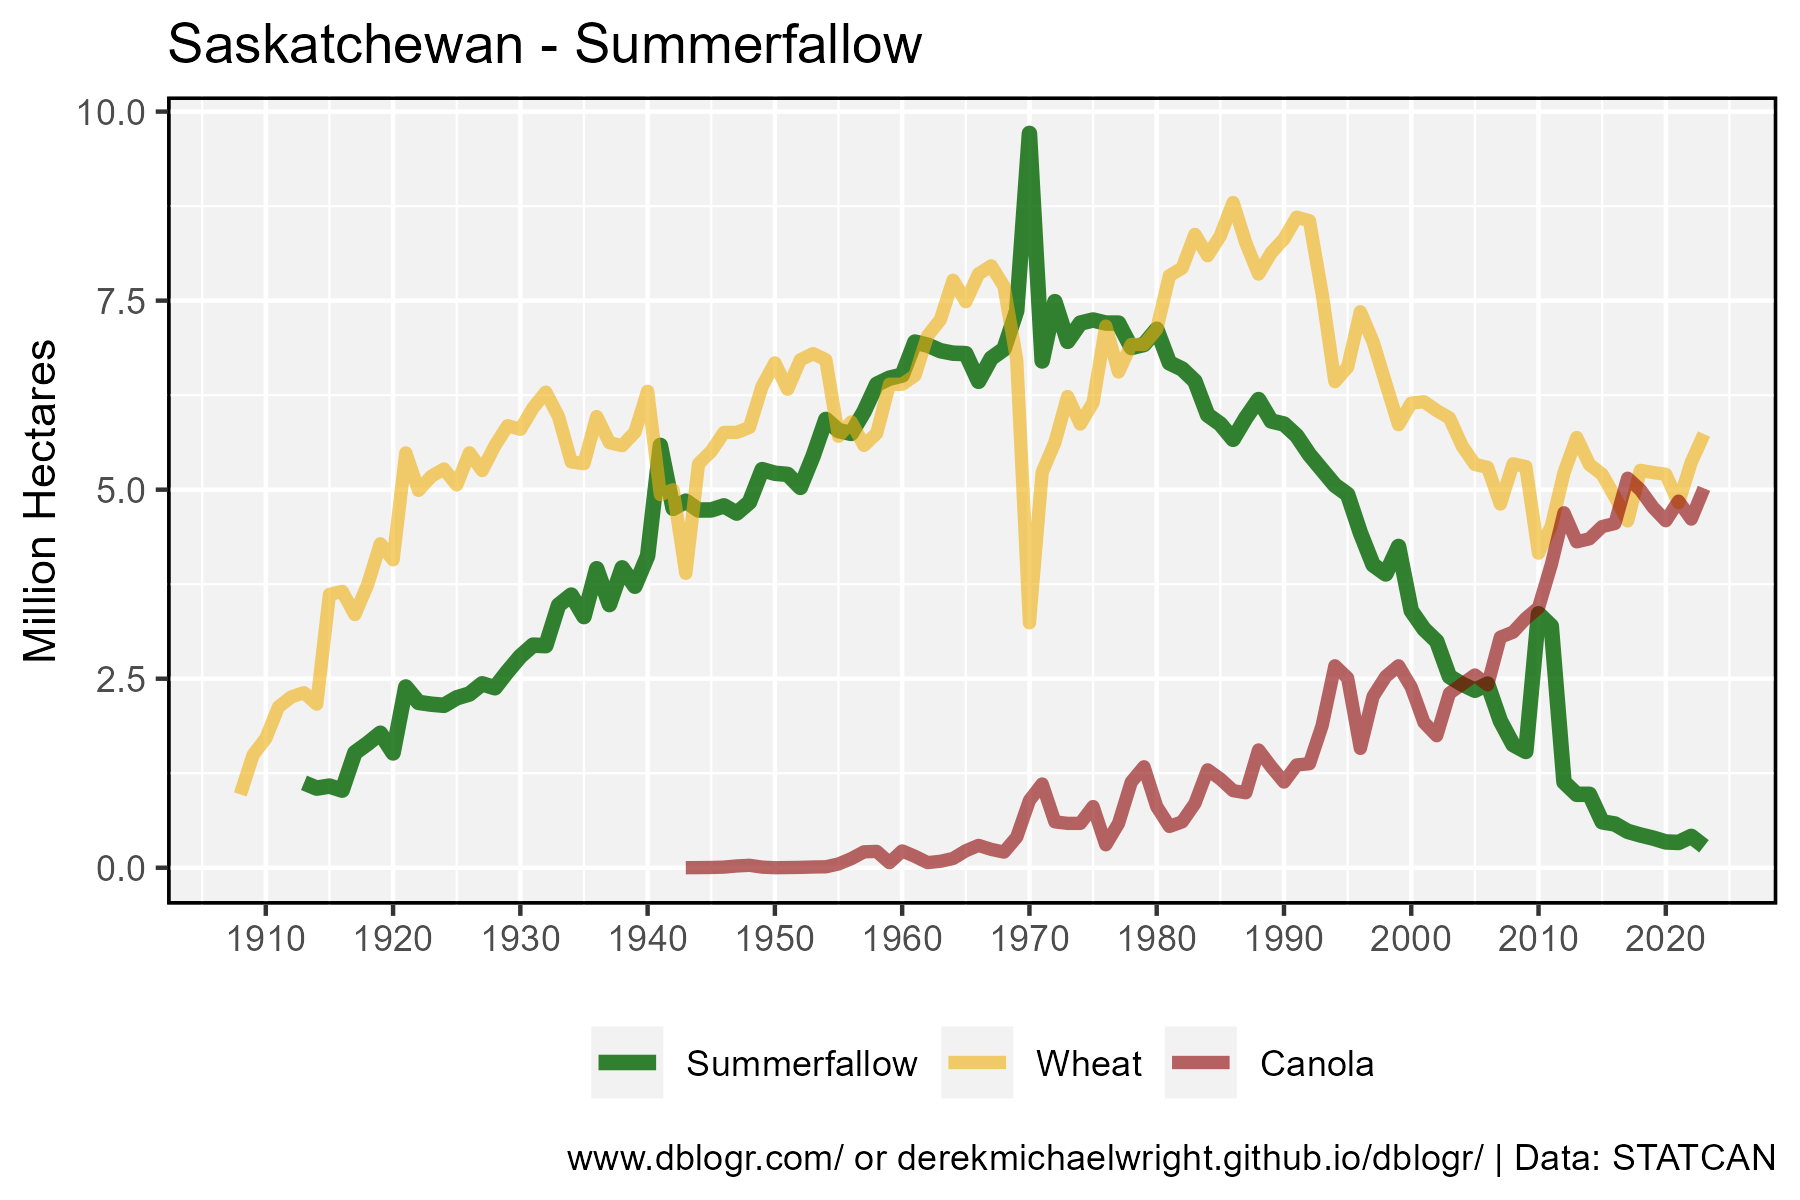 Saskatchewan - Summerfallow
Million Hectares
10.0
7.5
5.0
2.5
0.0
1910 1920 1930 1940 1950 1960 1970 1980 1990 2000 2010 2020
Summerfallow Wheat Canola
www.dblogr.com/ or derekmichaelwright.github.io/dblogr/ | Data: STATCAN